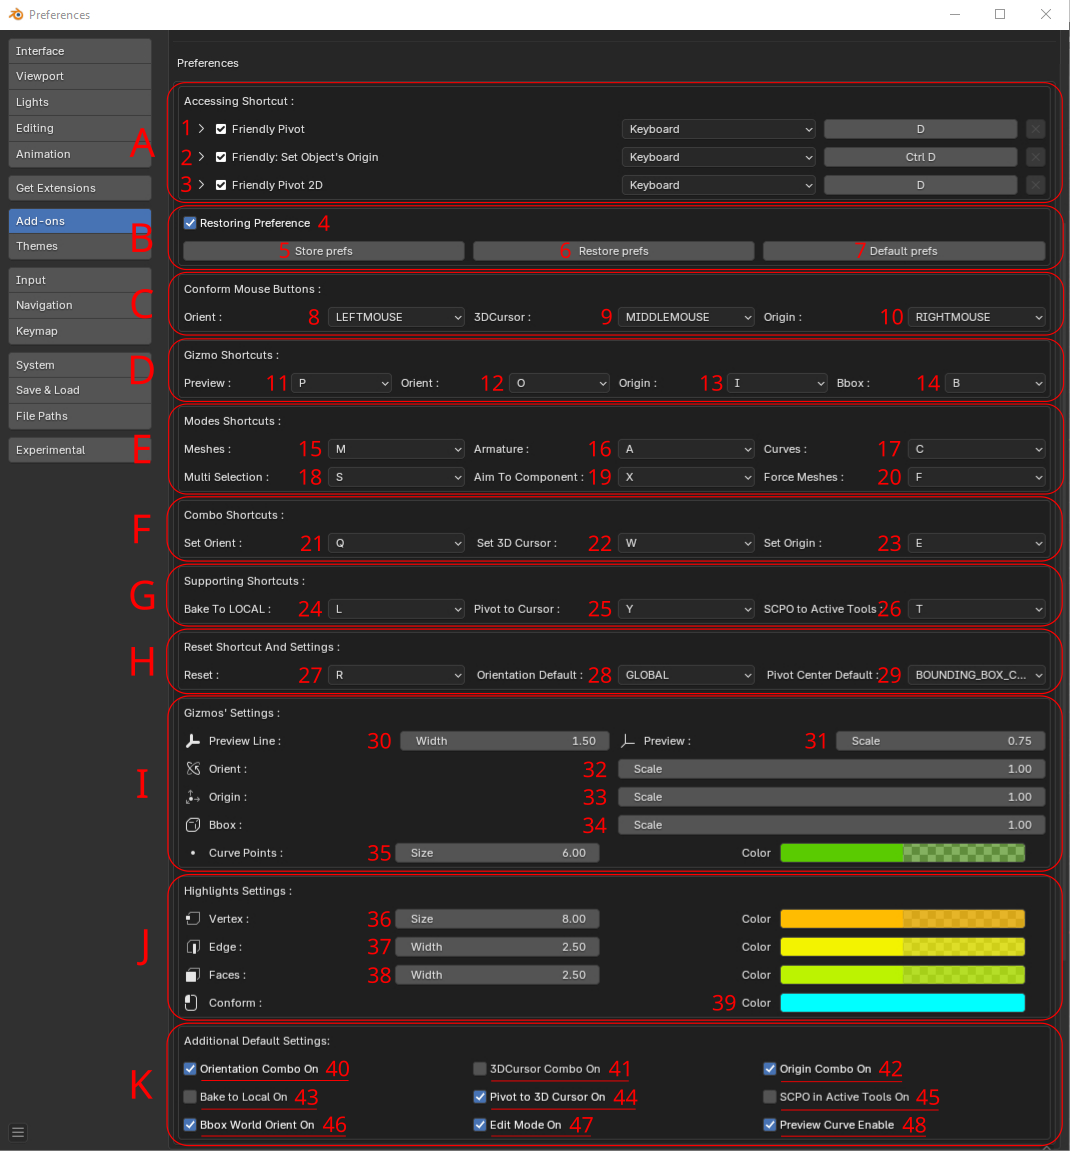 Preferences
Interface
Viewport
Lights
Editing
Animation
Get Extensions
Add-ons
Themes
Input
Navigation
Keymap
System
Save & Load
File Paths
Experimental
Preferences
A
Accessing Shortcut :
1 Friendly Pivot Keyboard D
2 Friendly: Set Object's Origin Keyboard Ctrl D
3 Friendly Pivot 2D Keyboard D
B
Restoring Preference 4
5 Store prefs 6 Restore prefs 7 Default prefs
C
Conform Mouse Buttons :
Orient : 8 LEFTMOUSE 3DCursor : 9 MIDDLEMOUSE Origin : 10 RIGHTMOUSE
D
Gizmo Shortcuts :
Preview : 11 P Orient : 12 O Origin : 13 I Bbox : 14 B
E
Modes Shortcuts :
Meshes : 15 M Armature : 16 A Curves : 17 C
Multi Selection : 18 S Aim To Component : 19 X Force Meshes : 20 F
F
Combo Shortcuts :
Set Orient : 21 Q Set 3D Cursor : 22 W Set Origin : 23 E
G
Supporting Shortcuts :
Bake To LOCAL : 24 L Pivot to Cursor : 25 Y SCPO to Active Tools : 26 T
H
Reset Shortcut And Settings :
Reset : 27 R Orientation Default : 28 GLOBAL Pivot Center Default : 29 BOUNDING_BOX_C...
I
Gizmos' Settings :
Preview Line : 30 Width 1.50 Preview : 31 Scale 0.75
Orient : 32 Scale 1.00
Origin : 33 Scale 1.00
Bbox : 34 Scale 1.00
Curve Points : 35 Size 6.00 Color
J
Highlights Settings :
Vertex : 36 Size 8.00 Color
Edge : 37 Width 2.50 Color
Faces : 38 Width 2.50 Color
Conform : 39 Color
K
Additional Default Settings:
Orientation Combo On 40 3DCursor Combo On 41 Origin Combo On 42
Bake to Local On 43 Pivot to 3D Cursor On 44 SCPO in Active Tools On 45
Bbox World Orient On 46 Edit Mode On 47 Preview Curve Enable 48